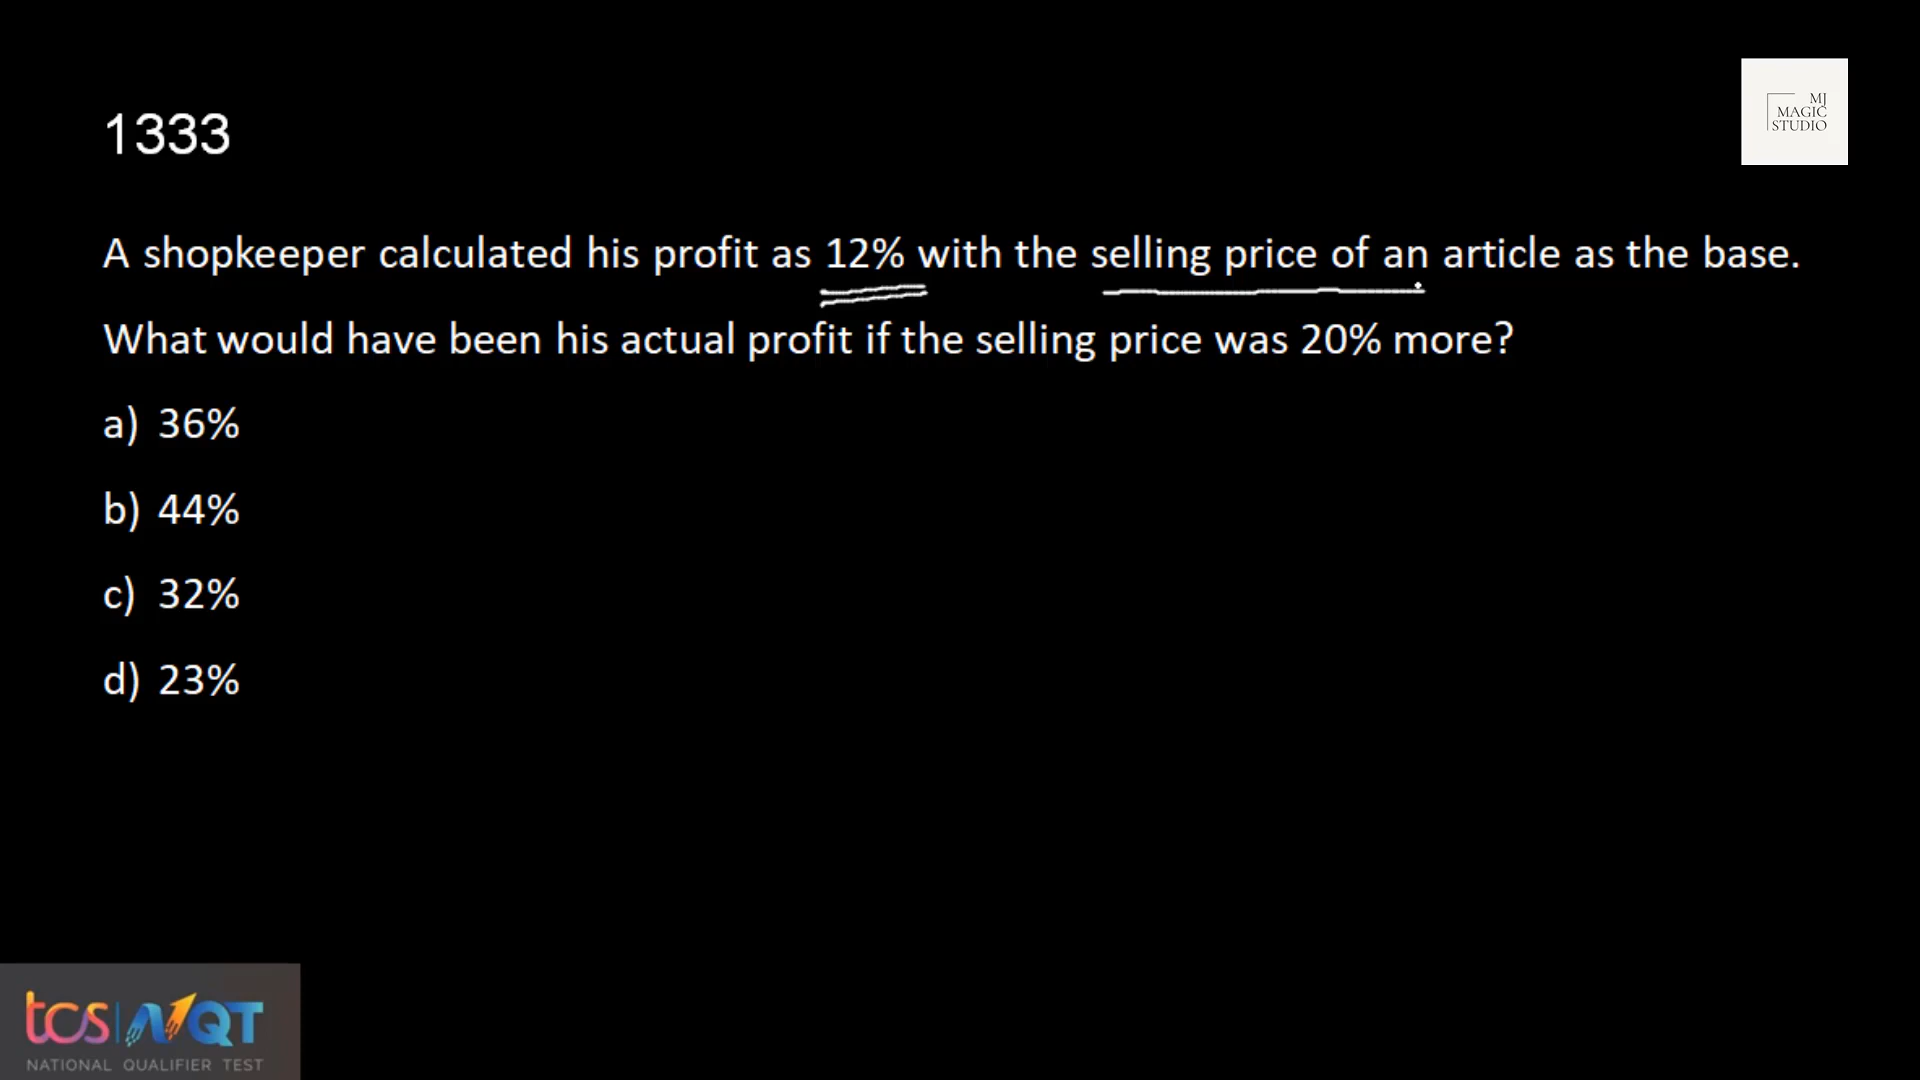 MJ
MAGIC
STUDIO
1333
A shopkeeper calculated his profit as 12% with the selling price of an article as the base.
What would have been his actual profit if the selling price was 20% more?
a) 36%
b) 44%
c) 32%
d) 23%
tcs NQT
NATIONAL QUALIFIER TEST